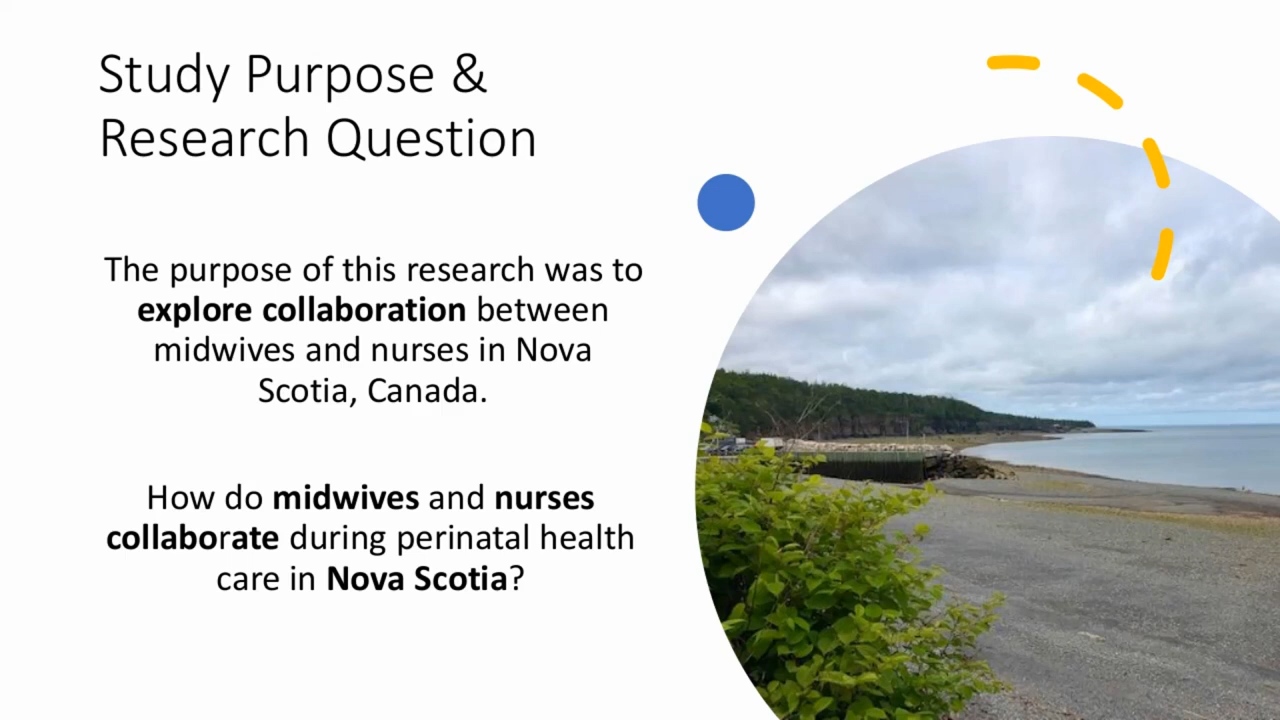 Study Purpose &
Research Question
The purpose of this research was to
explore collaboration between
midwives and nurses in Nova
Scotia, Canada.
How do midwives and nurses
collaborate during perinatal health
care in Nova Scotia?